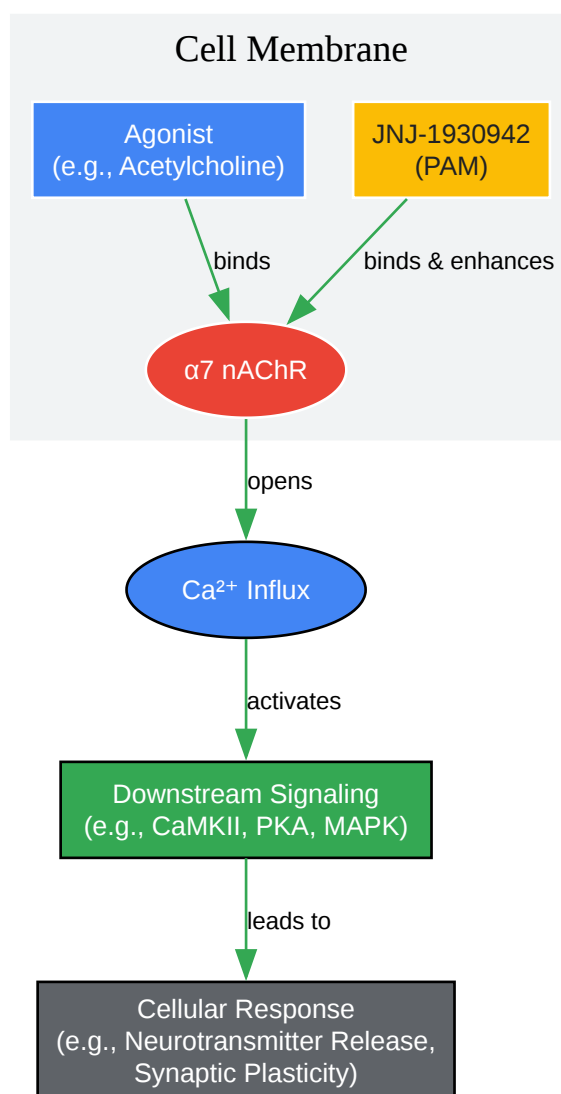 Cell Membrane
Agonist
(e.g., Acetylcholine)
JNJ-1930942
(PAM)
binds
binds & enhances
α7 nAChR
opens
Ca²⁺ Influx
activates
Downstream Signaling
(e.g., CaMKII, PKA, MAPK)
leads to
Cellular Response
(e.g., Neurotransmitter Release,
Synaptic Plasticity)